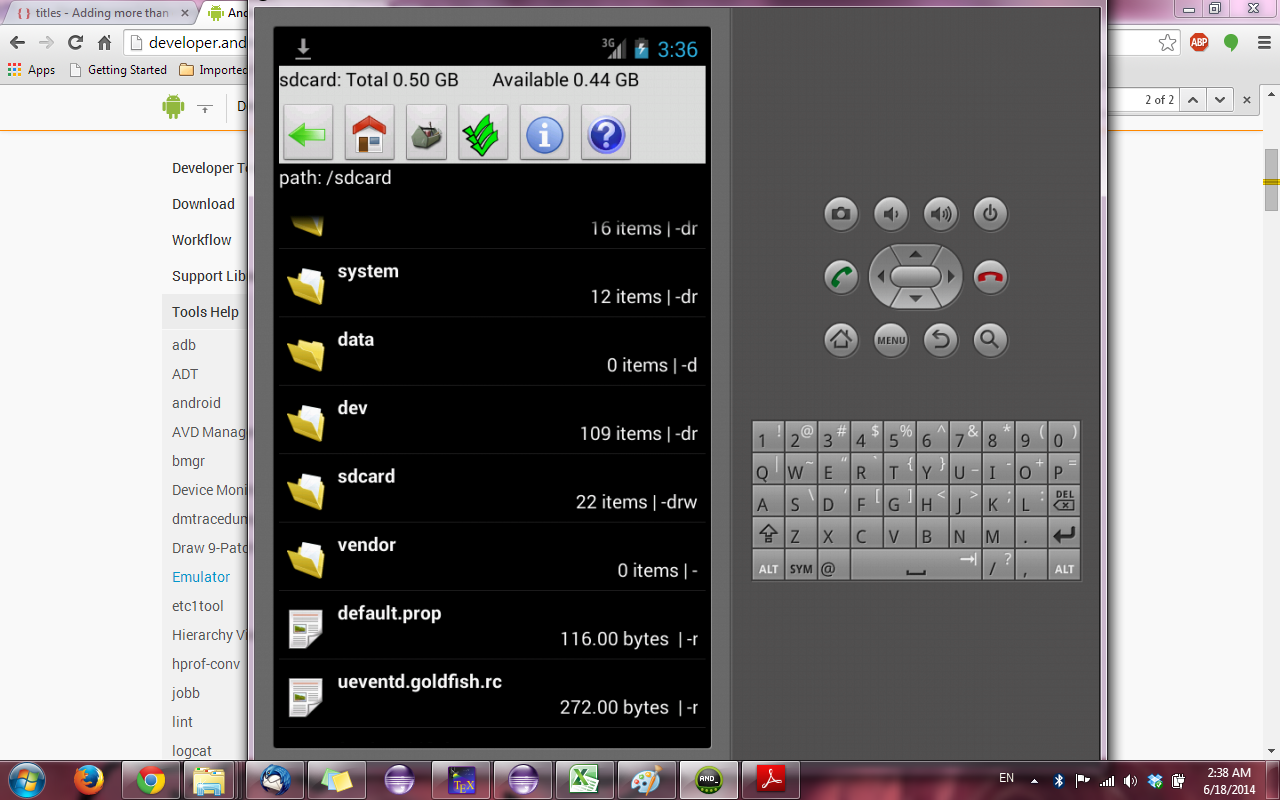 titles - Adding more than
And
developer.and
Apps Getting Started Imported
ABP
2 of 2
D
Developer To
Download
Workflow
Support Lib
Tools Help
adb
ADT
android
AVD Manag
bmgr
Device Moni
dmtracedum
Draw 9-Patc
Emulator
etc1tool
Hierarchy Vi
hprof-conv
jobb
lint
logcat
3G 3:36
sdcard: Total 0.50 GB Available 0.44 GB
path: /sdcard
16 items | -dr
system
12 items | -dr
data
0 items | -d
dev
109 items | -dr
sdcard
22 items | -drw
vendor
0 items | -
default.prop
116.00 bytes | -r
ueventd.goldfish.rc
272.00 bytes | -r
MENU
1 ! 2 @ 3 # 4 $ 5 % 6 ^ 7 & 8 * 9 ( 0 )
Q | W ~ E “ R ` T { Y } U _ I - O + P =
A S \ D ‘ F [ G ] H < J > K ; L : DEL
Z X C V B N M .
ALT SYM @ / ? , ALT
TEX
AND_
EN
2:38 AM
6/18/2014